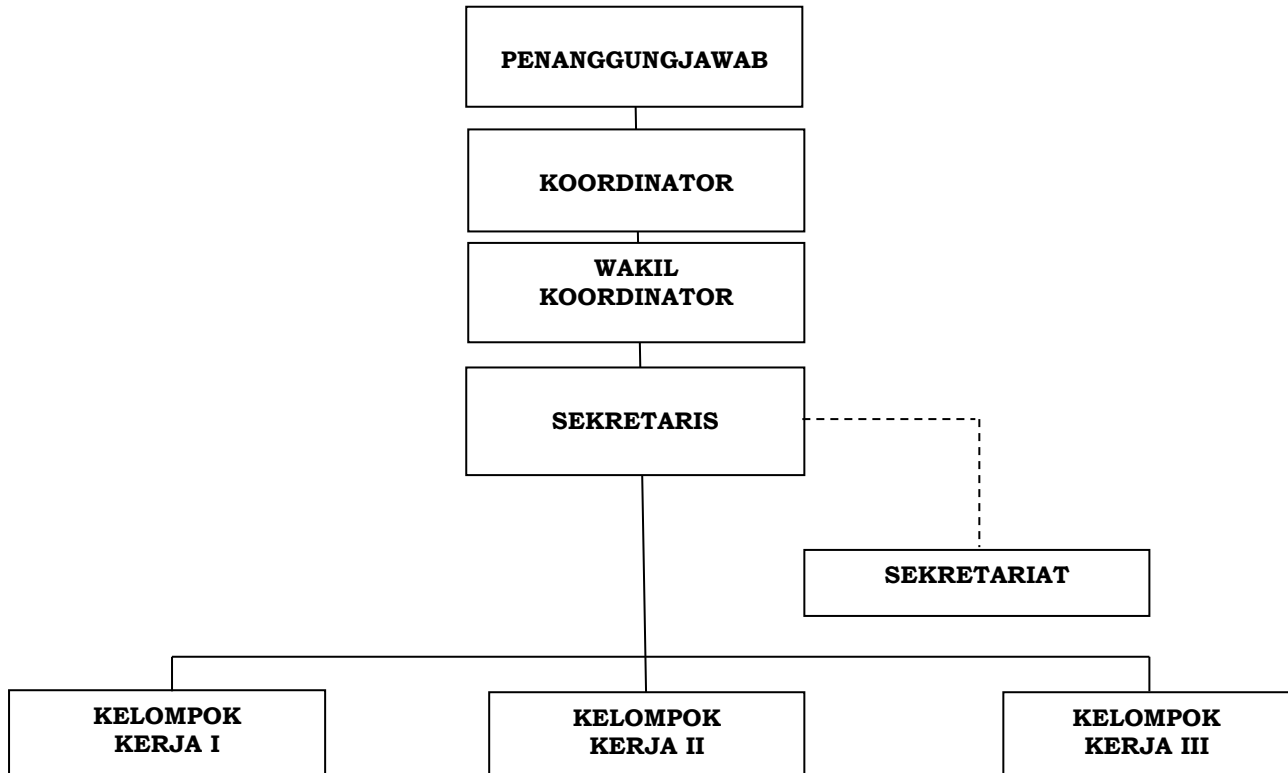 PENANGGUNGJAWAB
KOORDINATOR
WAKIL
KOORDINATOR
SEKRETARIS
SEKRETARIAT
KELOMPOK
KERJA I
KELOMPOK
KERJA II
KELOMPOK
KERJA III